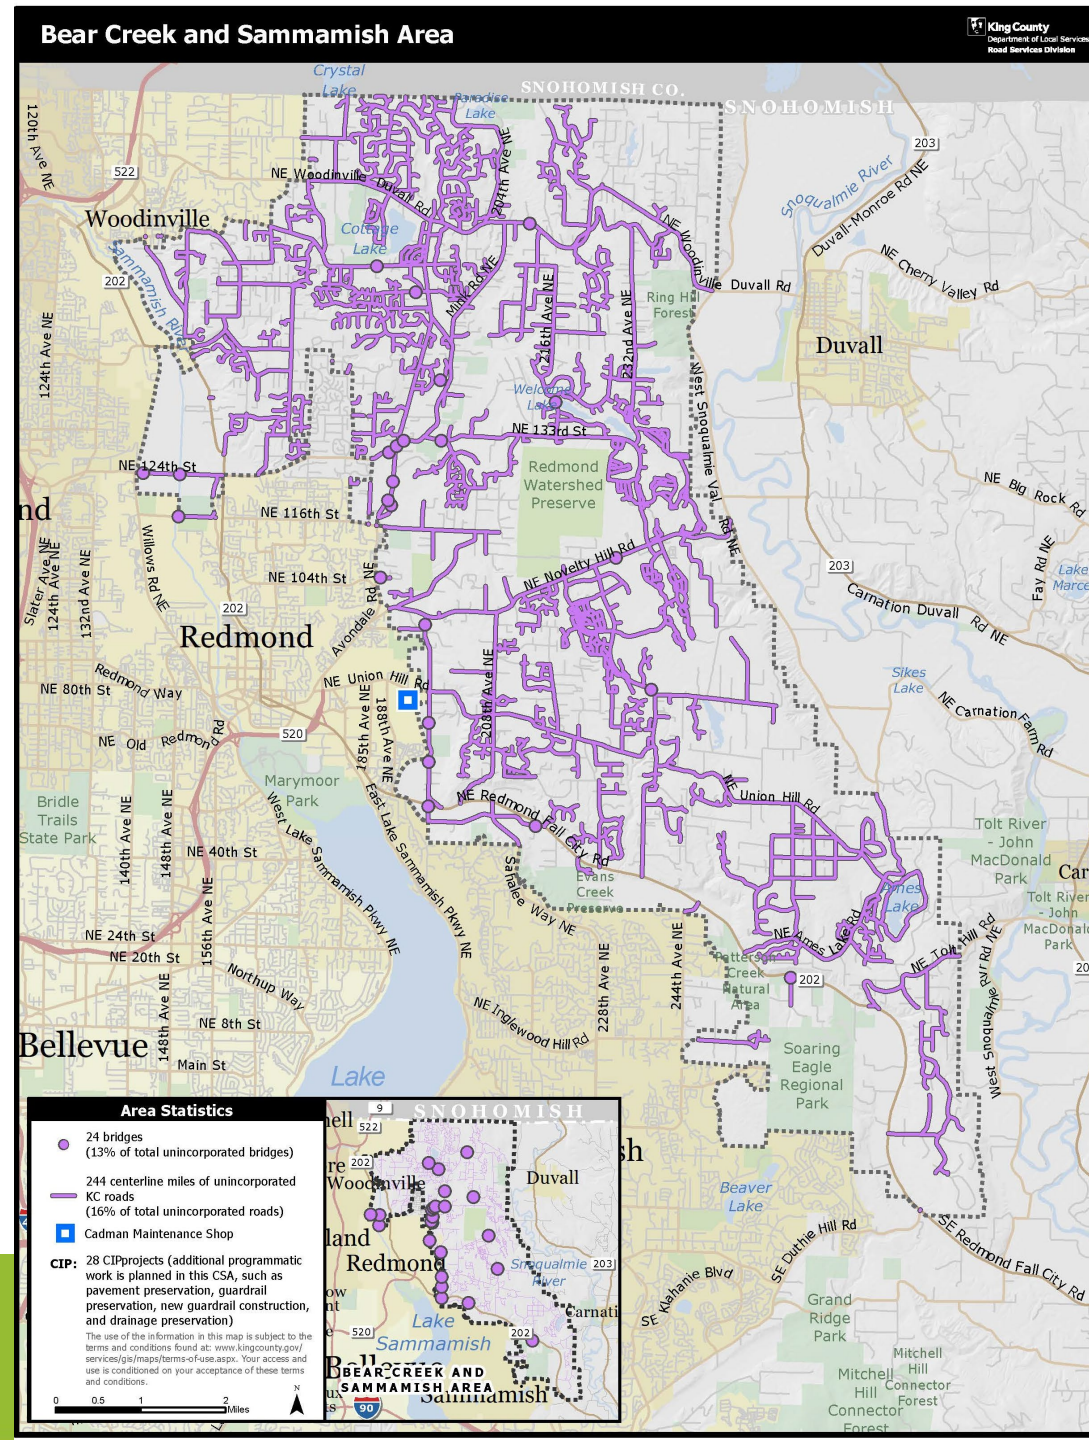 Bear Creek and Sammamish Area
King County
Department of Local Services
Road Services Division
Crystal
Lake
SNOHOMISH CO.
SNOHOMISH
Paradise
Lake
120th Ave NE
522
203
NE Woodinville Duvall Rd
204th Ave NE
Snoqualmie River
Duvall-Monroe Rd NE
Woodinville
Cottage
Lake
NE Woodinville Duvall Rd
NE Cherry Valley Rd
Sammamish River
202
Mink Rd NE
216th Ave NE
232nd Ave NE
Ring Hill
Forest
124th Ave NE
Duvall
West Snoqualmie Val Rd NE
Welcome
Lake
NE 133rd St
NE 124th St
Redmond
Watershed
Preserve
NE Big Rock Rd
nd
NE 116th St
Willows Rd NE
Slater Ave NE
124th Ave NE
132nd Ave NE
NE Novelty Hill Rd
Fay Rd NE
203
Lake
Marce
NE 104th St
Carnation Duvall Rd NE
202
Avondale Rd NE
Redmond
NE Union Hill Rd
208th Ave NE
Redmond Way
NE 80th St
Sikes
Lake
NE Carnation Farm Rd
185th Ave NE
188th Ave NE
NE Old Redmond Rd
520
Marymoor
Park
NE Union Hill Rd
NE Redmond Fall City Rd
Bridle
Trails
State Park
140th Ave NE
148th Ave NE
West Lake Sammamish Pkwy NE
East Lake Sammamish Pkwy NE
Tolt River
- John
MacDonald
Park
NE 40th St
Sahalee Way NE
Evans
Creek
Preserve
Car
Ames
Lake
Tolt River
- John
MacDonald
Park
156th Ave NE
NE 24th St
NE 20th St
NE Ames Lake Rd
NE Tolt Hill Rd
244th Ave NE
228th Ave NE
Patterson
Creek
Natural
Area
202
20
Northup Way
148th Ave NE
NE Inglewood Hill Rd
West Snoqualmie Rvr Rd NE
NE 8th St
Bellevue
Main St
Soaring
Eagle
Regional
Park
Lake
sh
Beaver
Lake
SE Duthie Hill Rd
SE Redmond Fall City Rd
SE Klahanie Blvd
Grand
Ridge
Park
Mitchell
Hill
Connector
Forest
Mitchell
Hill
Connector
Forest
Area Statistics
24 bridges
(13% of total unincorporated bridges)
244 centerline miles of unincorporated
KC roads
(16% of total unincorporated roads)
Cadman Maintenance Shop
CIP: 28 CIPprojects (additional programmatic
work is planned in this CSA, such as
pavement preservation, guardrail
preservation, new guardrail construction,
and drainage preservation)
The use of the information in this map is subject to the
terms and conditions found at: www.kingcounty.gov/
services/gis/maps/terms-of-use.aspx. Your access and
use is conditioned on your acceptance of these terms
and conditions.
0 0.5 1 2
Miles
N
9
SNOHOMISH
nell
522
re
202
Woodinville
Duvall
land
Redmond
Snoqualmie
River
203
ow
nt
Carnati
Lake
Sammamish
520
202
e
Bellevue
BEAR CREEK AND
SAMMAMISH AREA
Sammamish
ux
ts
90